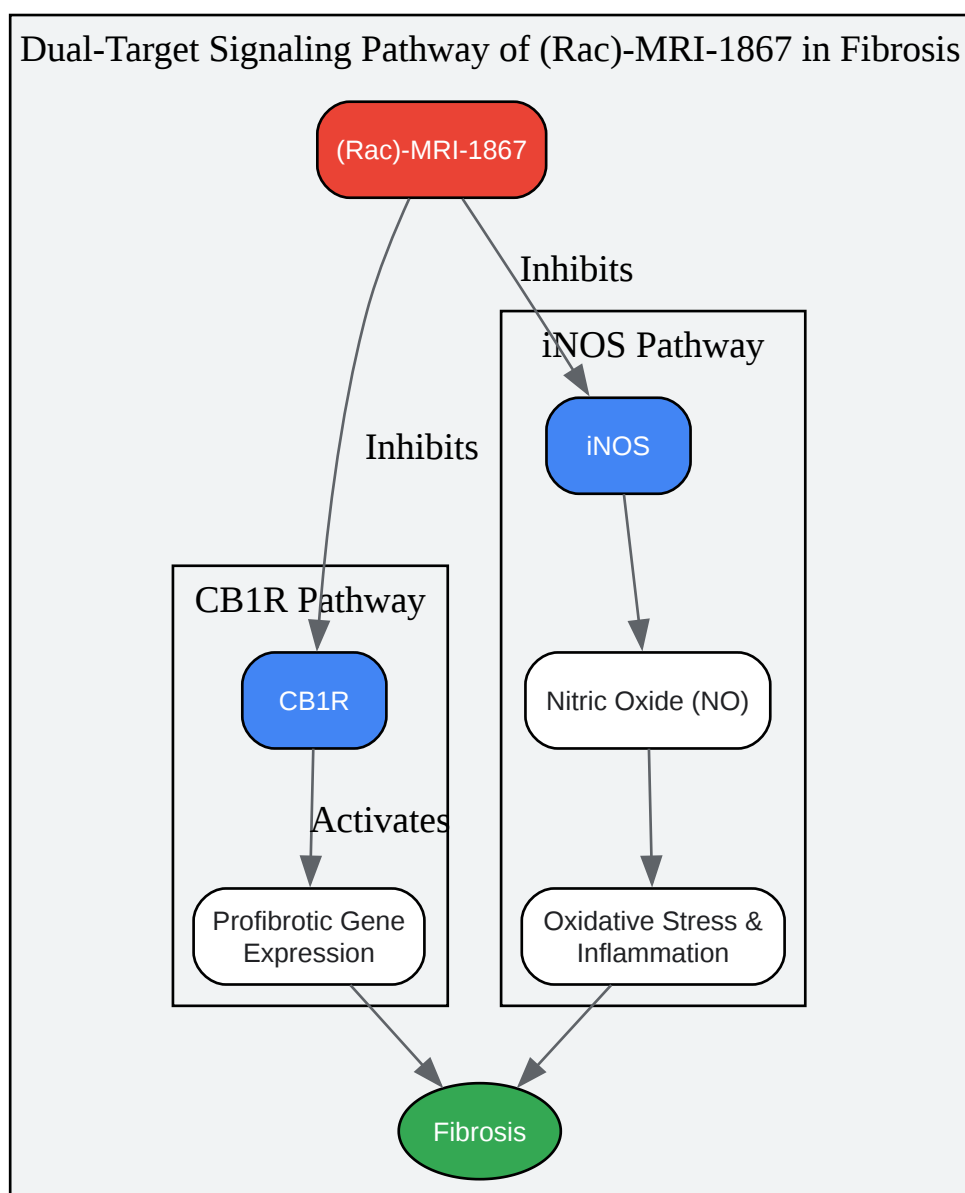 Dual-Target Signaling Pathway of (Rac)-MRI-1867 in Fibrosis
(Rac)-MRI-1867
Inhibits
iNOS Pathway
iNOS
Inhibits
CB1R Pathway
CB1R
Nitric Oxide (NO)
Activates
Profibrotic Gene
Expression
Oxidative Stress &
Inflammation
Fibrosis